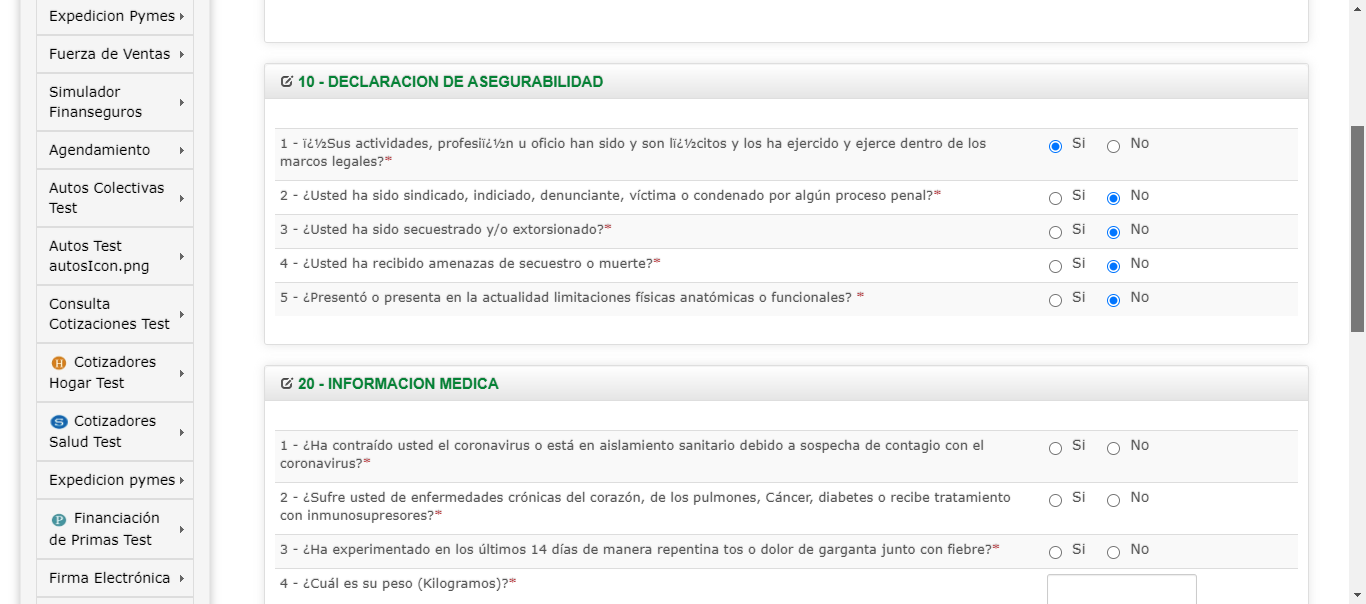 Expedicion Pymes
Fuerza de Ventas
Simulador
Finanseguros
Agendamiento
Autos Colectivas
Test
Autos Test
autosIcon.png
Consulta
Cotizaciones Test
H Cotizadores
Hogar Test
S Cotizadores
Salud Test
Expedicion pymes
P Financiación
de Primas Test
Firma Electrónica
10 - DECLARACION DE ASEGURABILIDAD
1 - ï¿½Sus actividades, profesiï¿½n u oficio han sido y son lï¿½citos y los ha ejercido y ejerce dentro de los
marcos legales?*
Si No
2 - ¿Usted ha sido sindicado, indiciado, denunciante, víctima o condenado por algún proceso penal?* Si No
3 - ¿Usted ha sido secuestrado y/o extorsionado?* Si No
4 - ¿Usted ha recibido amenazas de secuestro o muerte?* Si No
5 - ¿Presentó o presenta en la actualidad limitaciones físicas anatómicas o funcionales? * Si No
20 - INFORMACION MEDICA
1 - ¿Ha contraído usted el coronavirus o está en aislamiento sanitario debido a sospecha de contagio con el
coronavirus?*
Si No
2 - ¿Sufre usted de enfermedades crónicas del corazón, de los pulmones, Cáncer, diabetes o recibe tratamiento
con inmunosupresores?*
Si No
3 - ¿Ha experimentado en los últimos 14 días de manera repentina tos o dolor de garganta junto con fiebre?* Si No
4 - ¿Cuál es su peso (Kilogramos)?*